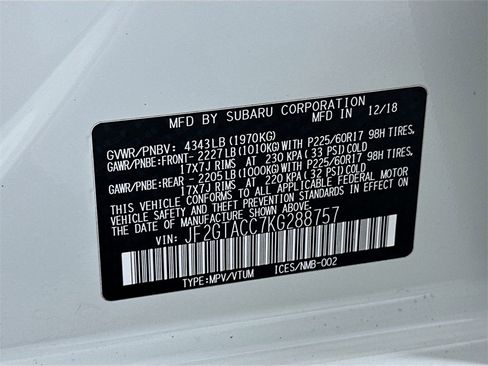 MFD BY SUBARU CORPORATION 12/18
GVWR/PNBV: 4343LB(1970KG)
GAWR/PNBE:FRONT- 2227LB(1010KG)WITH P225/60R17 98H TIRES,
17X7J RIMS AT 230 KPA(33 PSI)COLD
GAWR/PNBE:REAR - 2205LB(1000KG)WITH P225/60R17 98H TIRES,
17X7J RIMS AT 220 KPA(32 PSI)COLD
THIS VEHICLE CONFORMS TO ALL APPLICABLE FEDERAL MOTOR
VEHICLE SAFETY AND THEFT PREVENTION STANDARDS IN EFFECT ON
THE DATE OF MANUFACTURE SHOWN ABOVE.
VIN: JF2GTACC7KG288757
TYPE:MPV/VTUM ICES/NMB-002